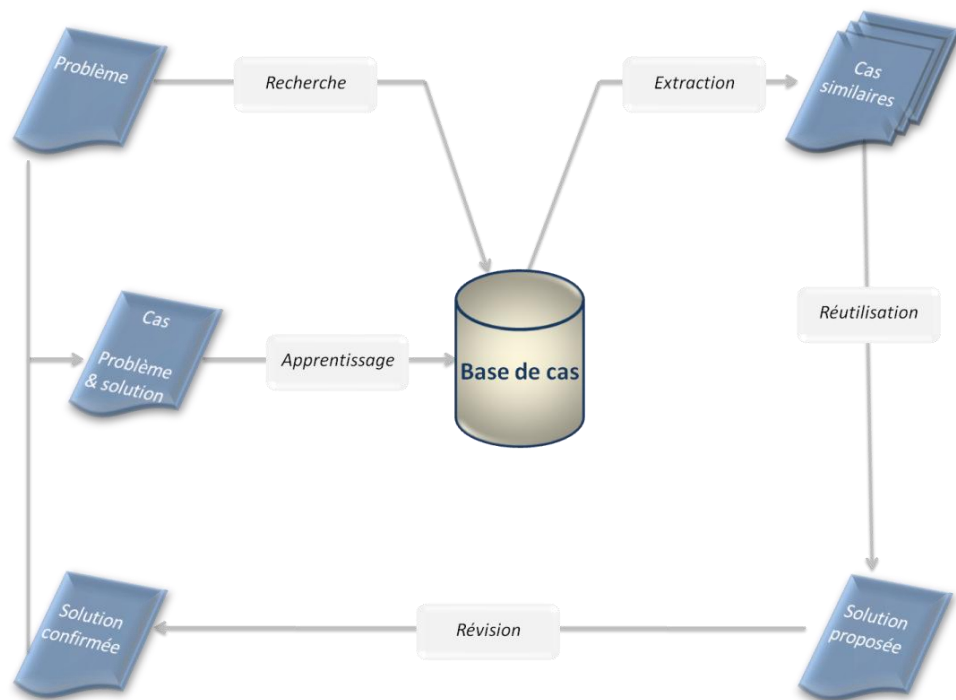 Problème
Recherche
Extraction
Cas
similaires
Réutilisation
Cas
Problème
& solution
Apprentissage
Base de cas
Solution
confirmée
Révision
Solution
proposée